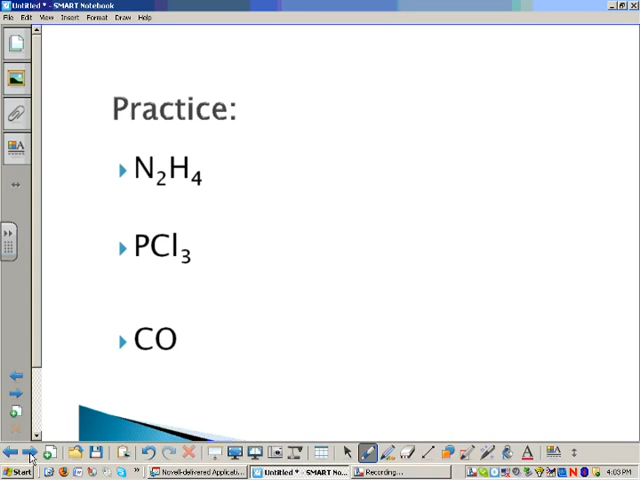 Untitled * - SMART Notebook
File Edit View Insert Format Draw Help
Practice:
N₂H₄
PCl₃
CO
Start
Novell-delivered Applicati...
Untitled * - SMART No...
Recording...
4:03 PM